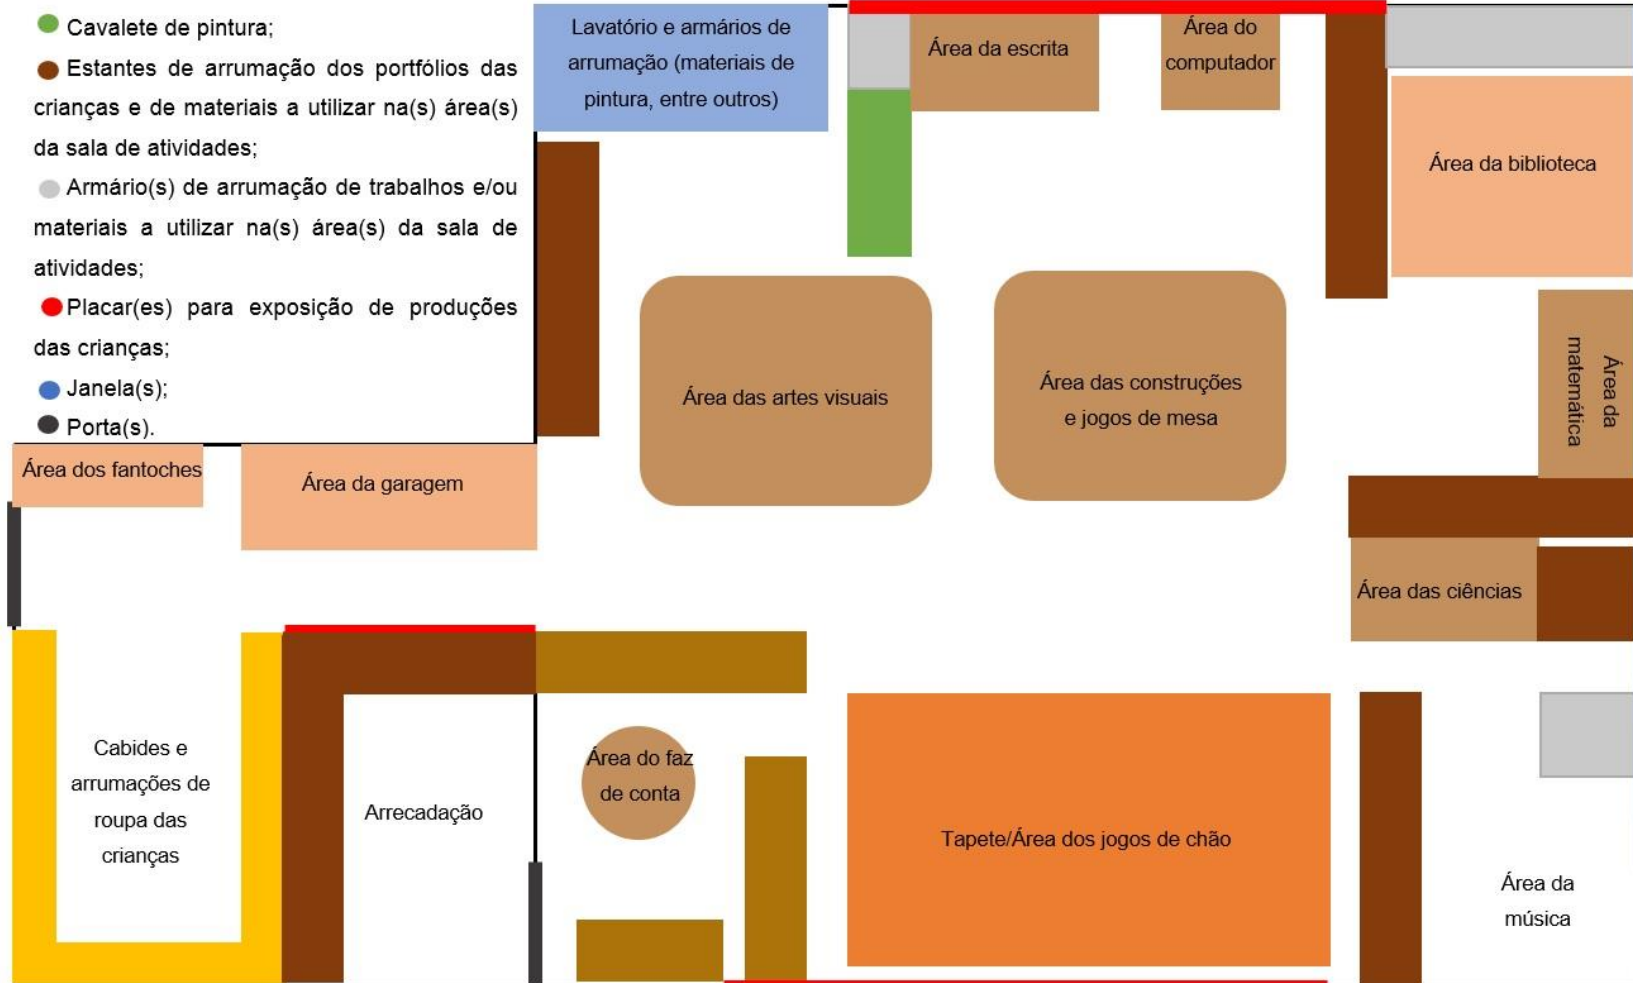 Cavalete de pintura;
Estantes de arrumação dos portfólios das
crianças e de materiais a utilizar na(s) área(s)
da sala de atividades;
Armário(s) de arrumação de trabalhos e/ou
materiais a utilizar na(s) área(s) da sala de
atividades;
Placar(es) para exposição de produções
das crianças;
Janela(s);
Porta(s).
Lavatório e armários de
arrumação (materiais de
pintura, entre outros)
Área da escrita
Área do
computador
Área da biblioteca
Área das artes visuais
Área das construções
e jogos de mesa
Área da
matemática
Área dos fantoches
Área da garagem
Área das ciências
Cabides e
arrumações de
roupa das
crianças
Arrecadação
Área do faz
de conta
Tapete/Área dos jogos de chão
Área da
música